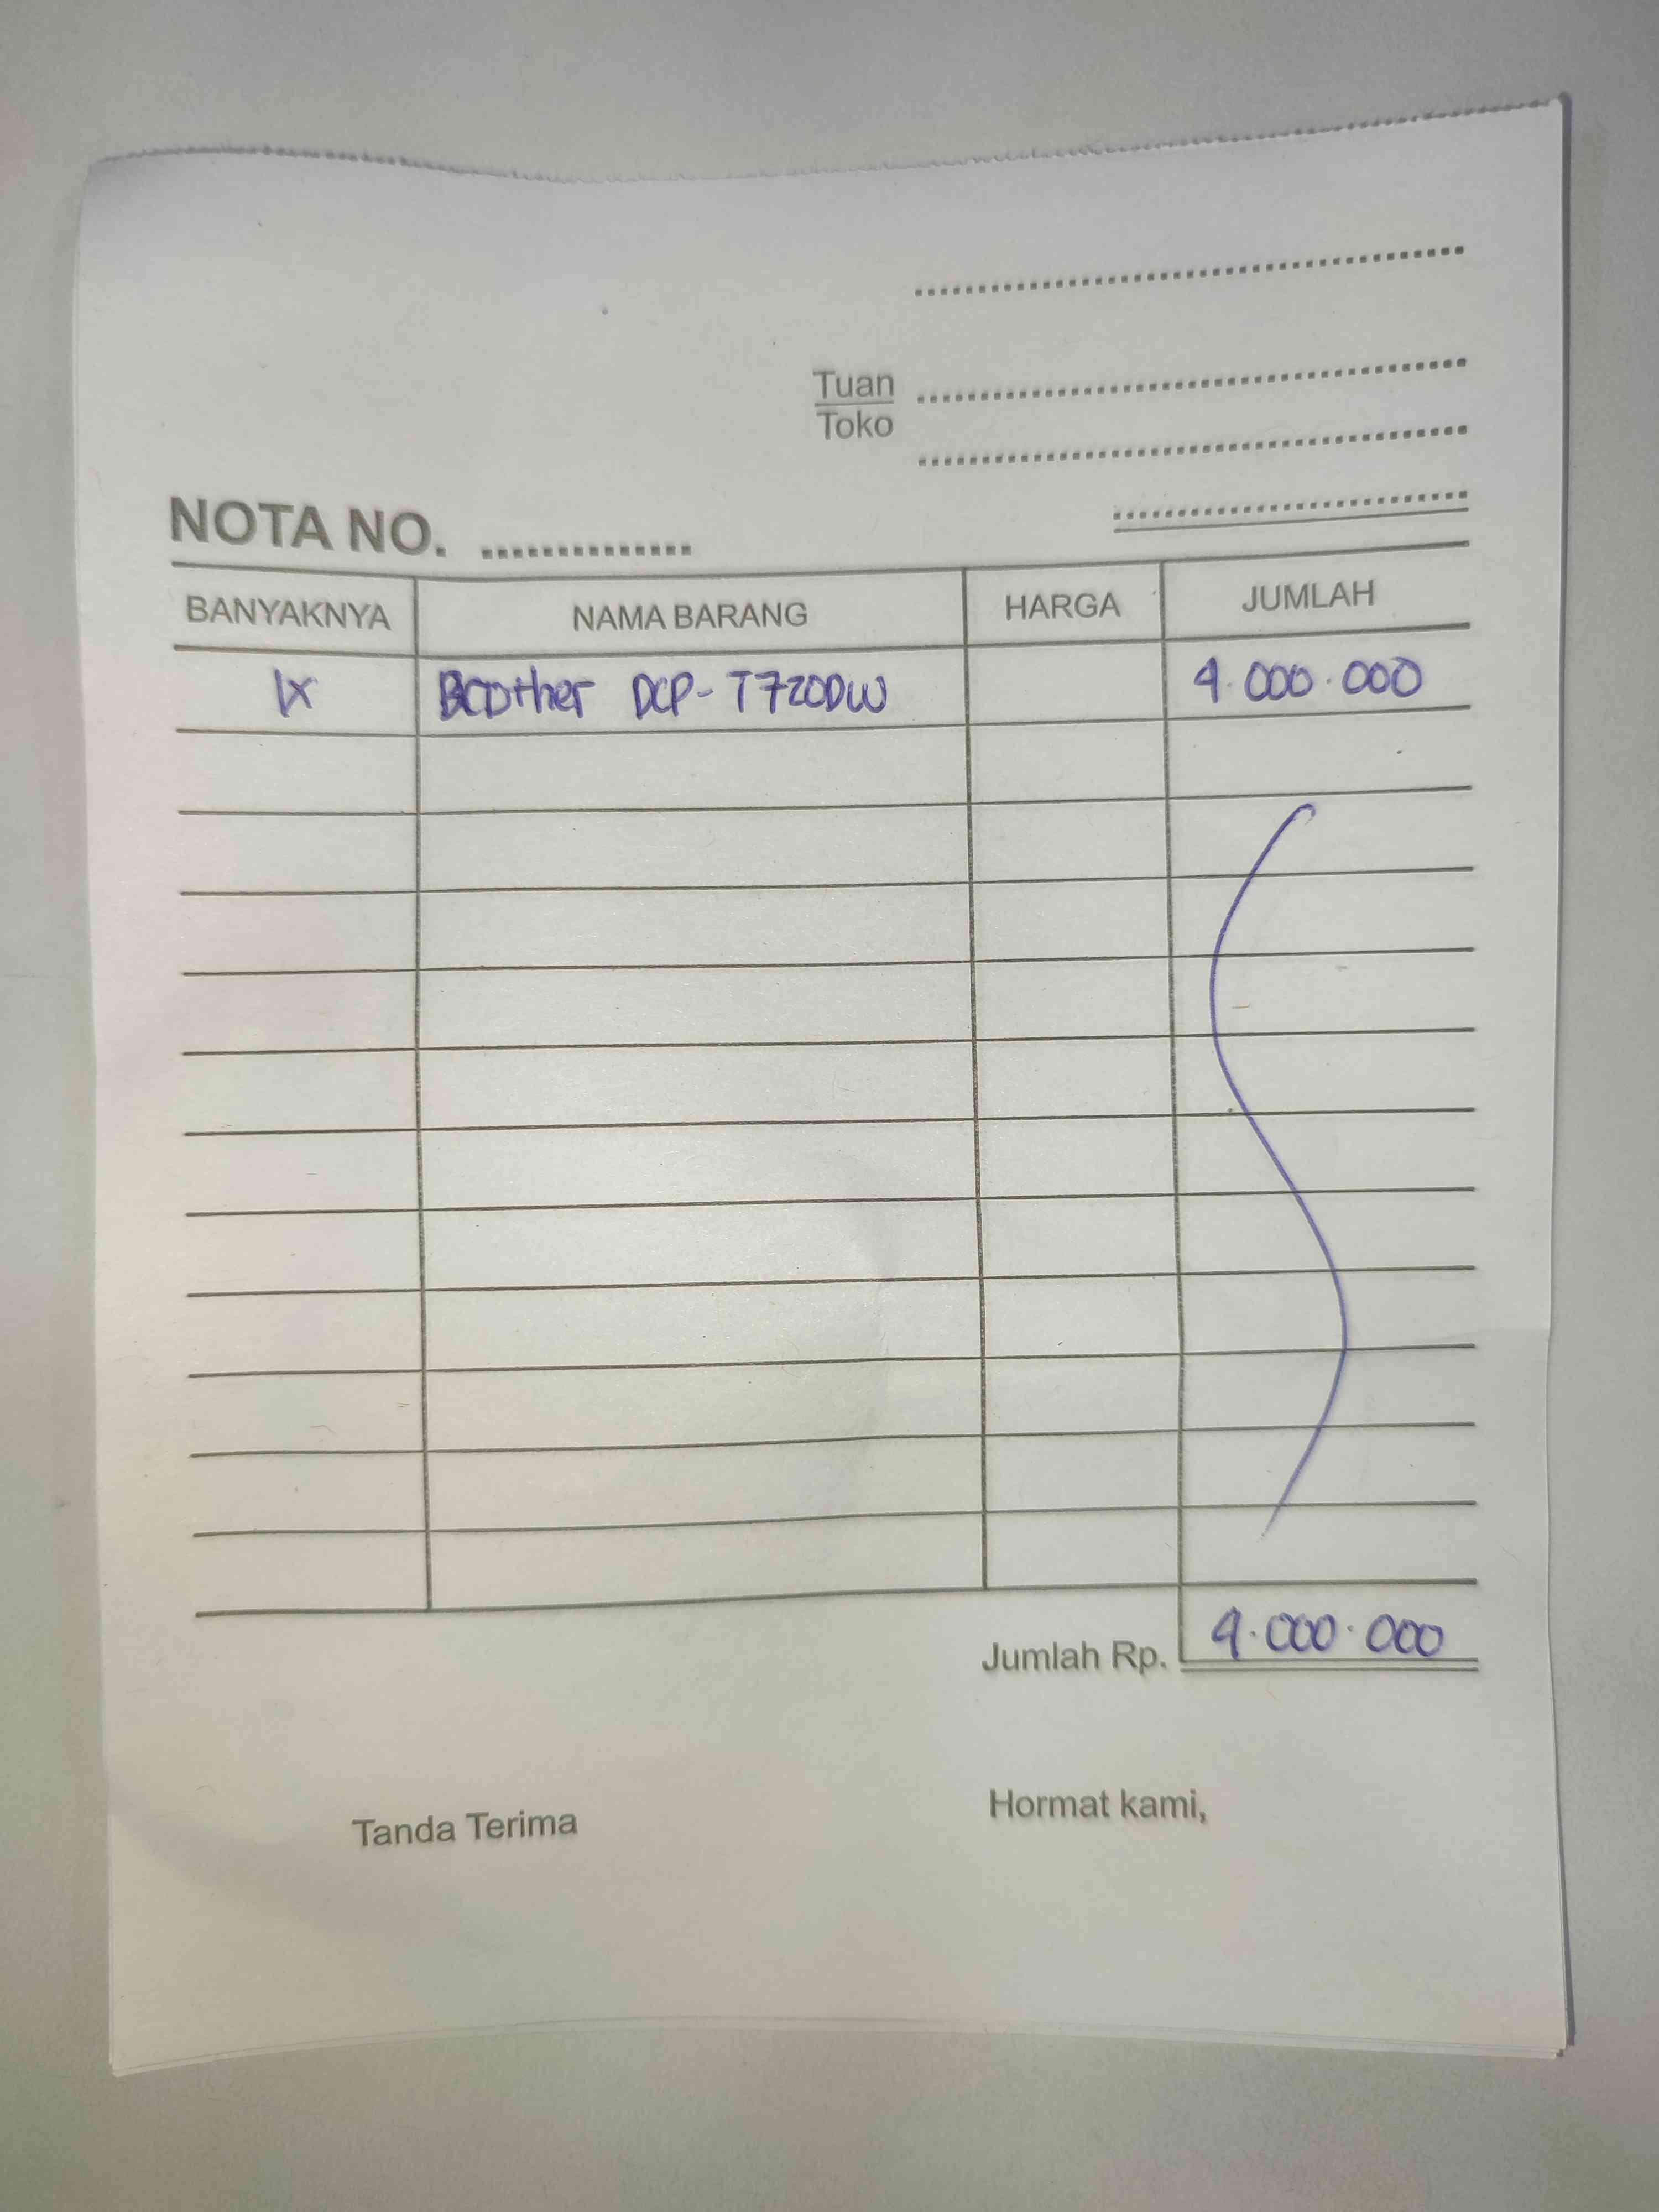 Tuan
Toko
NOTA NO. ..............
BANYAKNYA NAMA BARANG HARGA JUMLAH
1x Brother DCP-T720DW 4.000.000
Jumlah Rp. 4.000.000
Tanda Terima Hormat kami,